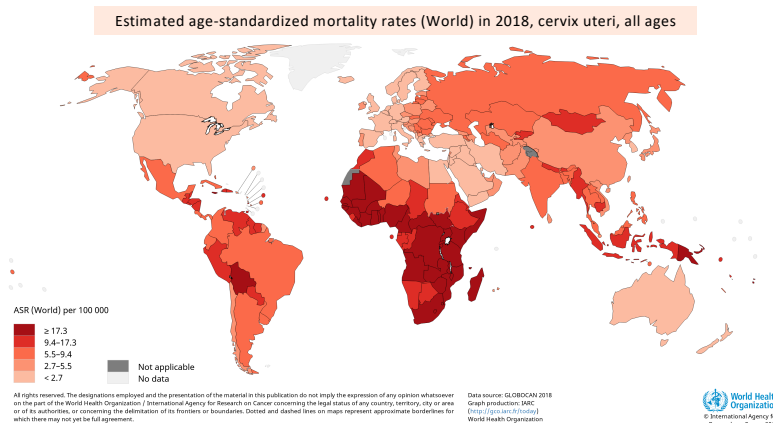 Estimated age-standardized mortality rates (World) in 2018, cervix uteri, all ages
ASR (World) per 100 000
≥ 17.3
9.4–17.3
5.5–9.4
2.7–5.5
< 2.7
Not applicable
No data
All rights reserved. The designations employed and the presentation of the material in this publication do not imply the expression of any opinion whatsoever
on the part of the World Health Organization / International Agency for Research on Cancer concerning the legal status of any country, territory, city or area
or of its authorities, or concerning the delimitation of its frontiers or boundaries. Dotted and dashed lines on maps represent approximate borderlines for
which there may not yet be full agreement.
Data source: GLOBOCAN 2018
Graph production: IARC
(http://gco.iarc.fr/today)
World Health Organization
World Healt
Organizatio
© International Agency f